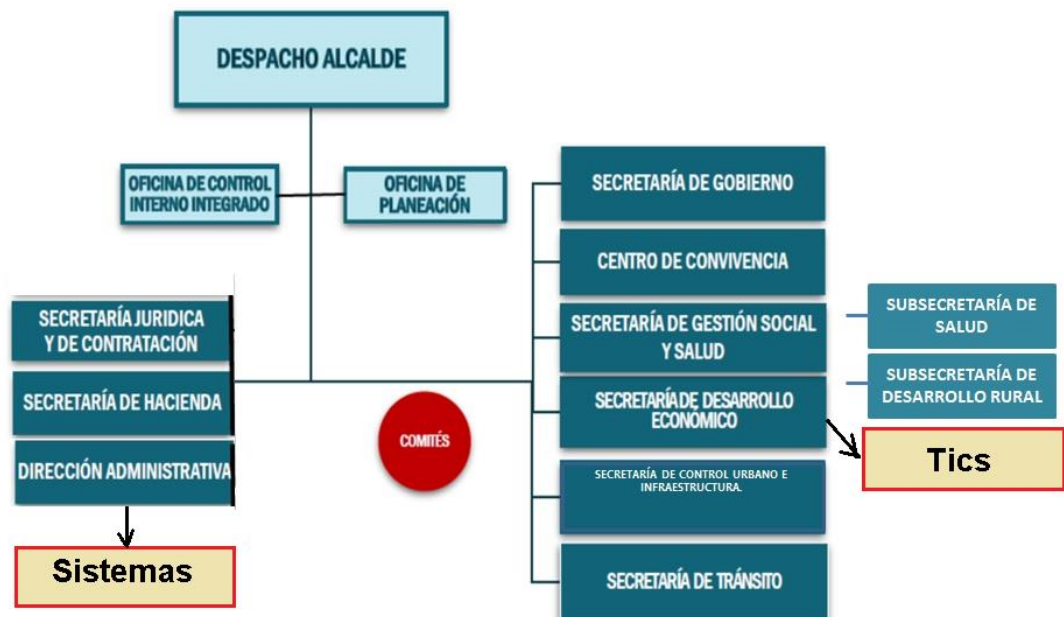 DESPACHO ALCALDE
OFICINA DE CONTROL
INTERNO INTEGRADO
OFICINA DE
PLANEACIÓN
SECRETARÍA JURIDICA
Y DE CONTRATACIÓN
SECRETARÍA DE HACIENDA
DIRECCIÓN ADMINISTRATIVA
Sistemas
COMITÉS
SECRETARÍA DE GOBIERNO
CENTRO DE CONVIVENCIA
SECRETARÍA DE GESTIÓN SOCIAL
Y SALUD
SECRETARÍA DE DESARROLLO
ECONÓMICO
SECRETARÍA DE CONTROL URBANO E
INFRAESTRUCTURA.
SECRETARÍA DE TRÁNSITO
SUBSECRETARÍA DE
SALUD
SUBSECRETARÍA DE
DESARROLLO RURAL
Tics